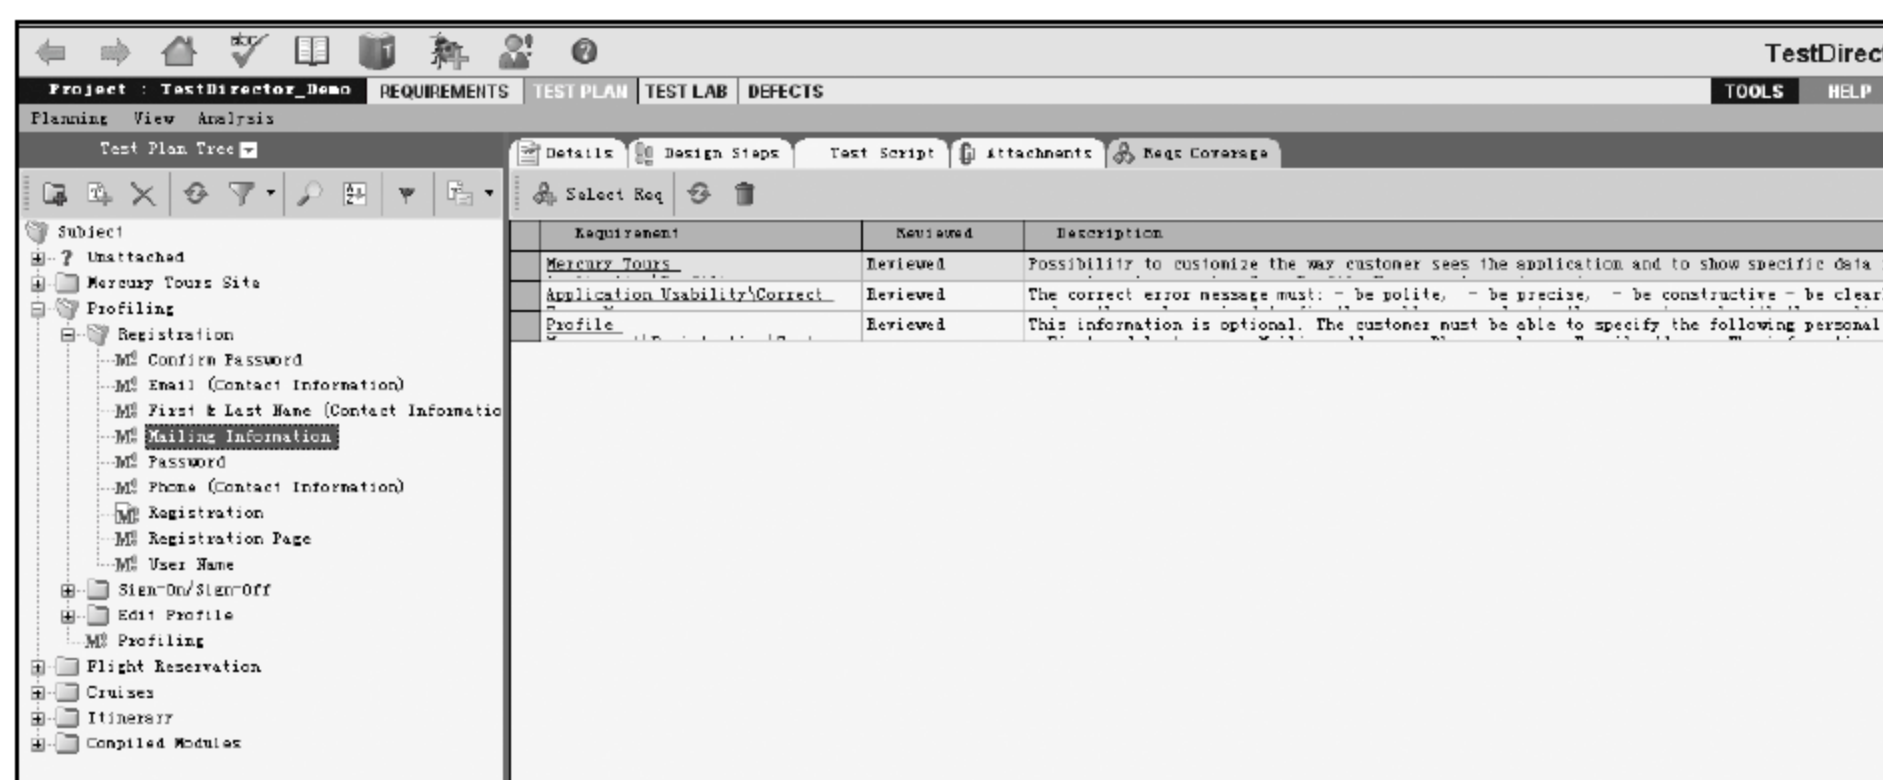 TestDirec
Project : TestDirector_Demo REQUIREMENTS TEST PLAN TEST LAB DEFECTS TOOLS HELP
Planning View Analysis
Test Plan Tree
Details Design Steps Test Script Attachments Reqs Coverage
Select Req
Subject
Unattached
Mercury Tours Site
Profiling
Registration
Confirm Password
Email (Contact Information)
First & Last Name (Contact Informatio
Mailing Information
Password
Phone (Contact Information)
Registration
Registration Page
User Name
Sign-On/Sign-Off
Edit Profile
Profiling
Flight Reservation
Cruises
Itinerary
Compiled Modules
Requirement Reviewed Description
Mercury Tours Reviewed Possibility to customize the way customer sees the application and to show specific data
Application Usability\Correct Reviewed The correct error message must: - be polite, - be precise, - be constructive - be clear
Profile Reviewed This information is optional. The customer must be able to specify the following personal